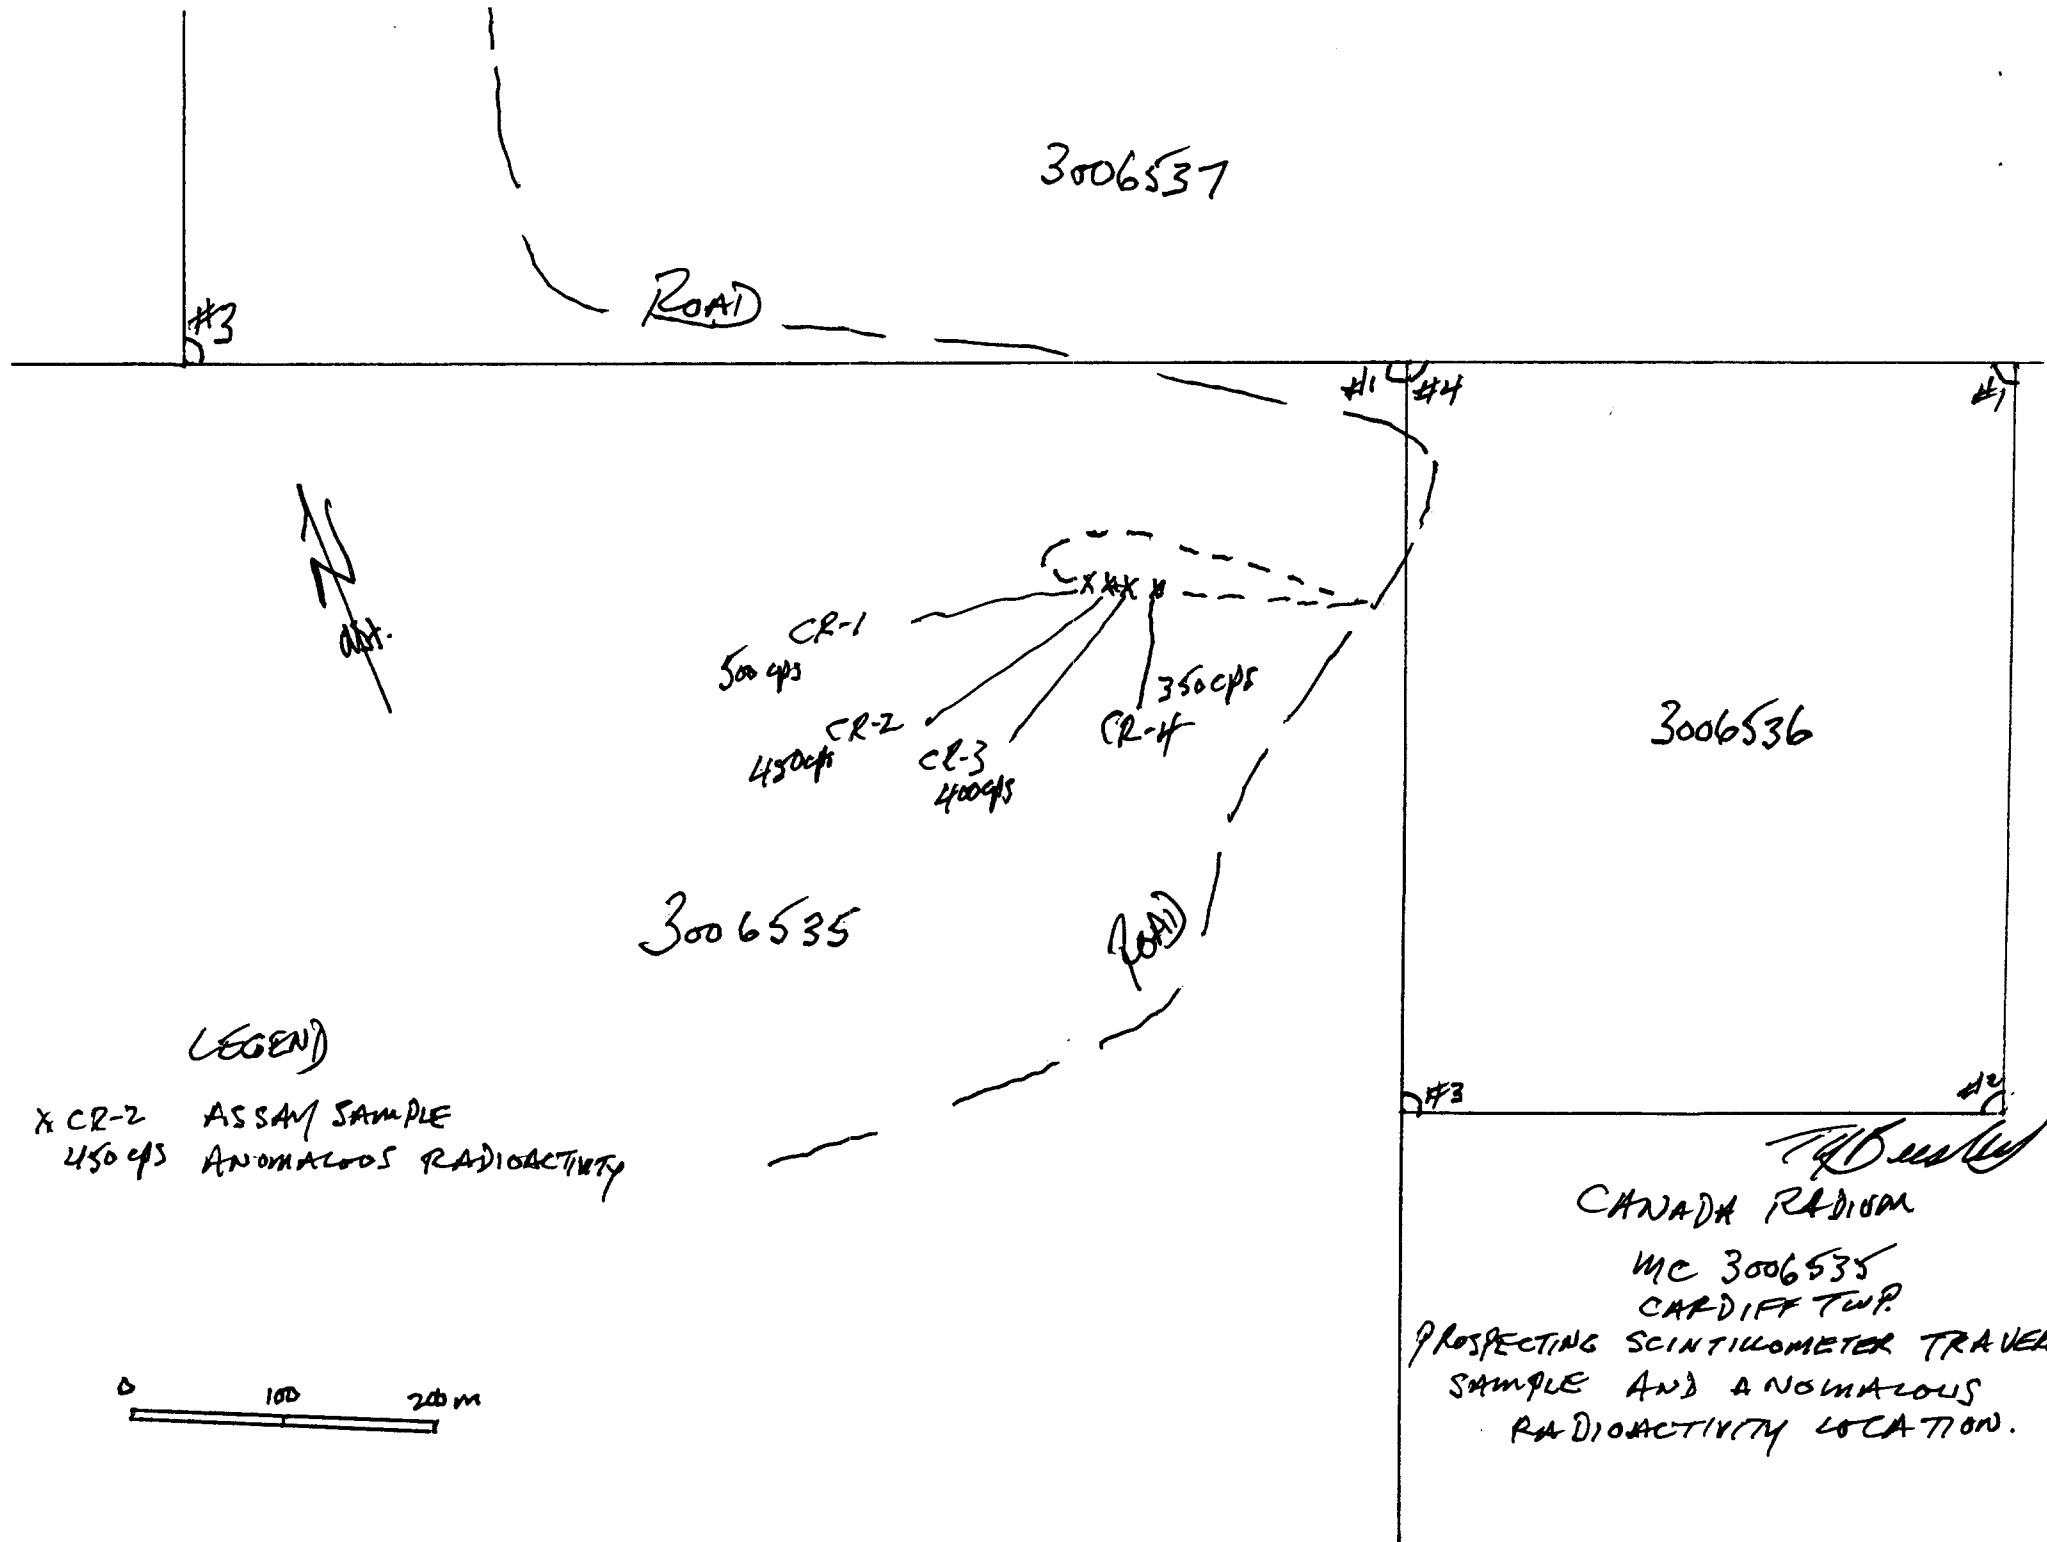 3006537
ROAD
#3
#1
#4
#1
N
ast.
CR-1
500 cps
350 cps
CR-4
CR-2
450 cps
CR-3
400 cps
3006536
3006535
ROAD
LEGEND
x CR-2 ASSAY SAMPLE
450 cps ANOMALOUS RADIOACTIVITY
#3
#2
CANADA RADIUM
MC 3006535
CARDIFF TWP.
PROSPECTING SCINTILLOMETER TRAVER
SAMPLE AND ANOMALOUS
RADIOACTIVITY LOCATION.
0 100 200 m